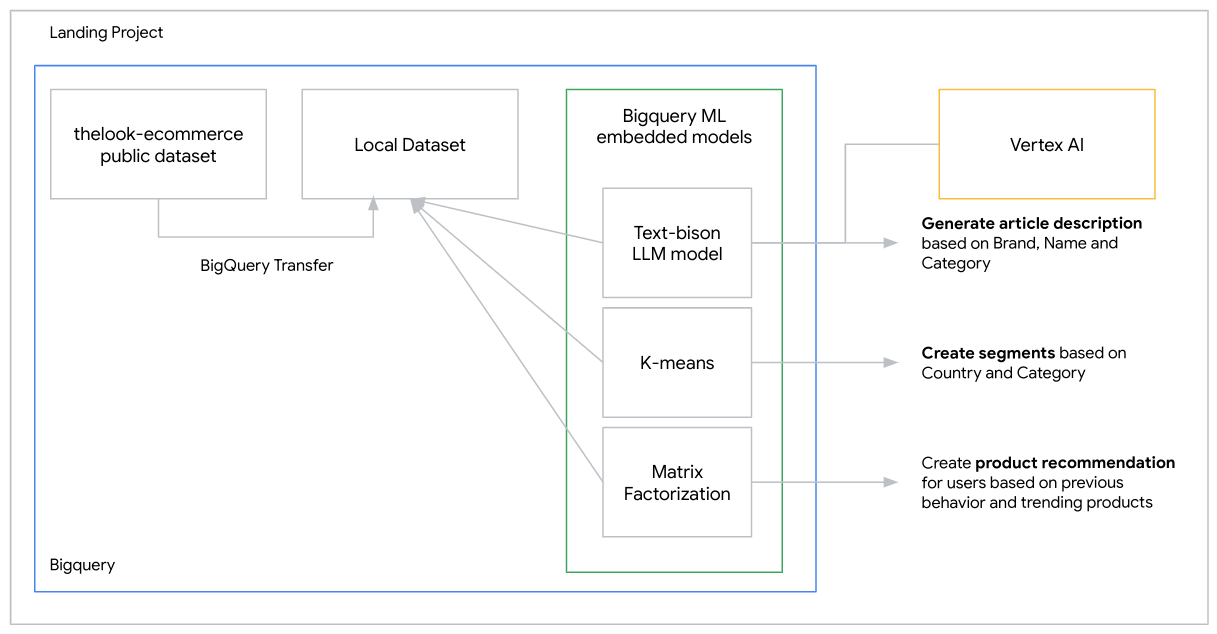 Landing Project
thelook-ecommerce
public dataset
Local Dataset
BigQuery Transfer
Bigquery ML
embedded models
Text-bison
LLM model
K-means
Matrix
Factorization
Vertex AI
Generate article description
based on Brand, Name and
Category
Create segments based on
Country and Category
Create product recommendation
for users based on previous
behavior and trending products
Bigquery